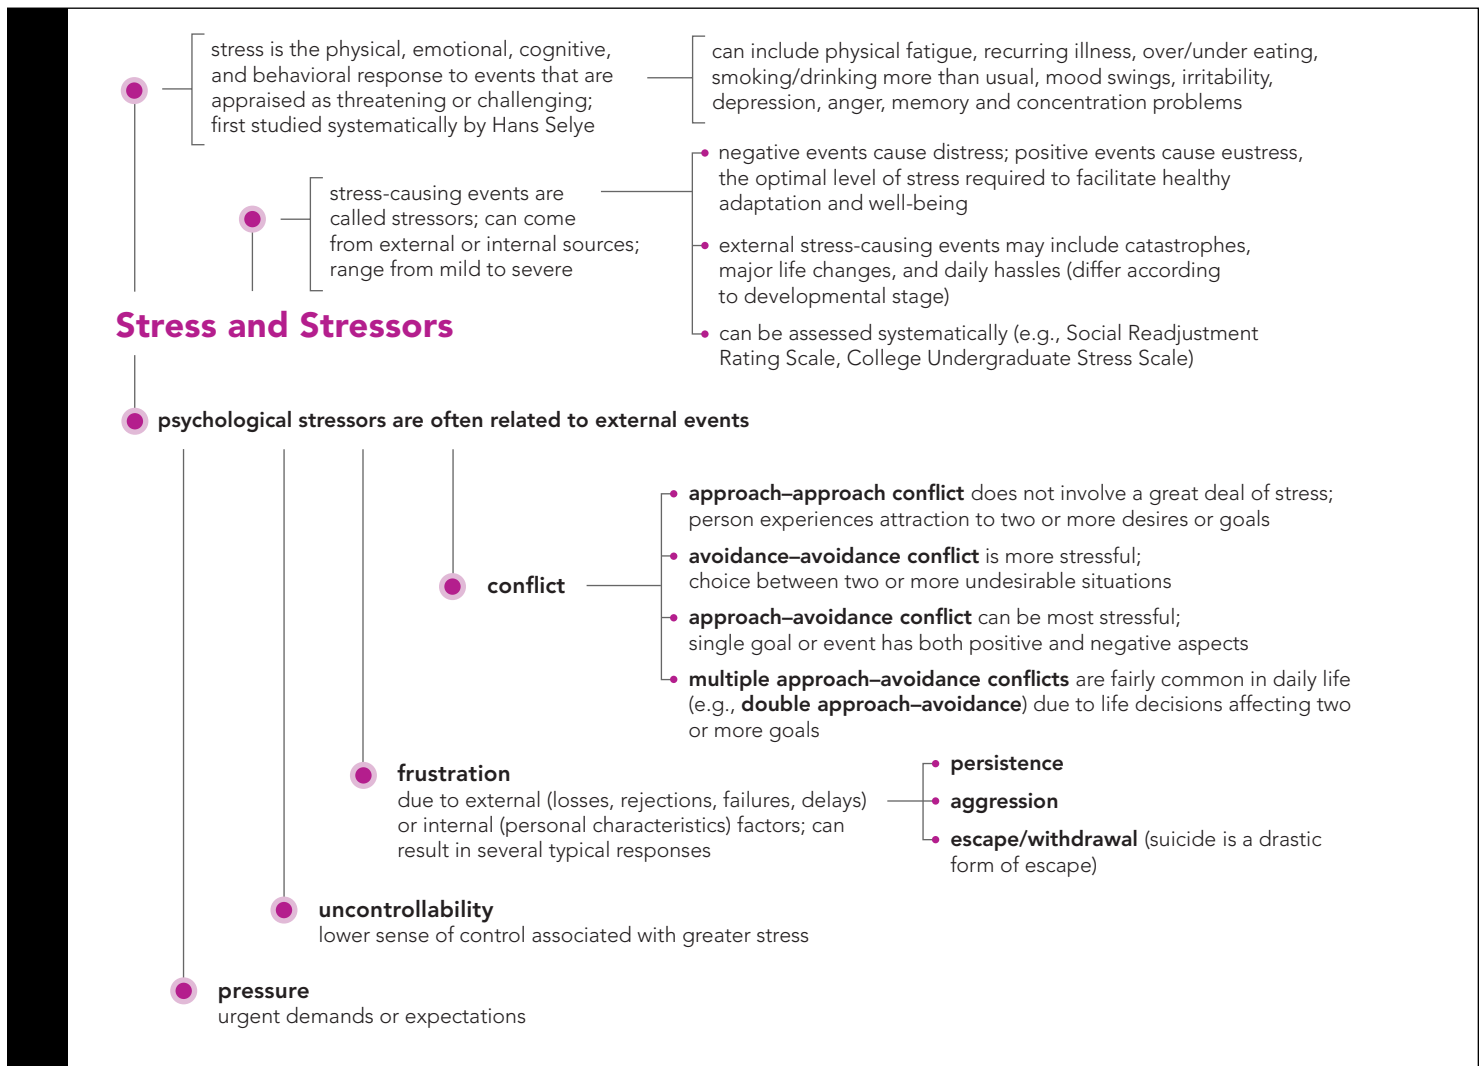 stress is the physical, emotional, cognitive,
and behavioral response to events that are
appraised as threatening or challenging;
first studied systematically by Hans Selye
can include physical fatigue, recurring illness, over/under eating,
smoking/drinking more than usual, mood swings, irritability,
depression, anger, memory and concentration problems
stress-causing events are
called stressors; can come
from external or internal sources;
range from mild to severe
negative events cause distress; positive events cause eustress,
the optimal level of stress required to facilitate healthy
adaptation and well-being
external stress-causing events may include catastrophes,
major life changes, and daily hassles (differ according
to developmental stage)
can be assessed systematically (e.g., Social Readjustment
Rating Scale, College Undergraduate Stress Scale)
Stress and Stressors
psychological stressors are often related to external events
conflict
approach–approach conflict does not involve a great deal of stress;
person experiences attraction to two or more desires or goals
avoidance–avoidance conflict is more stressful;
choice between two or more undesirable situations
approach–avoidance conflict can be most stressful;
single goal or event has both positive and negative aspects
multiple approach–avoidance conflicts are fairly common in daily life
(e.g., double approach–avoidance) due to life decisions affecting two
or more goals
frustration
due to external (losses, rejections, failures, delays)
or internal (personal characteristics) factors; can
result in several typical responses
persistence
aggression
escape/withdrawal (suicide is a drastic
form of escape)
uncontrollability
lower sense of control associated with greater stress
pressure
urgent demands or expectations